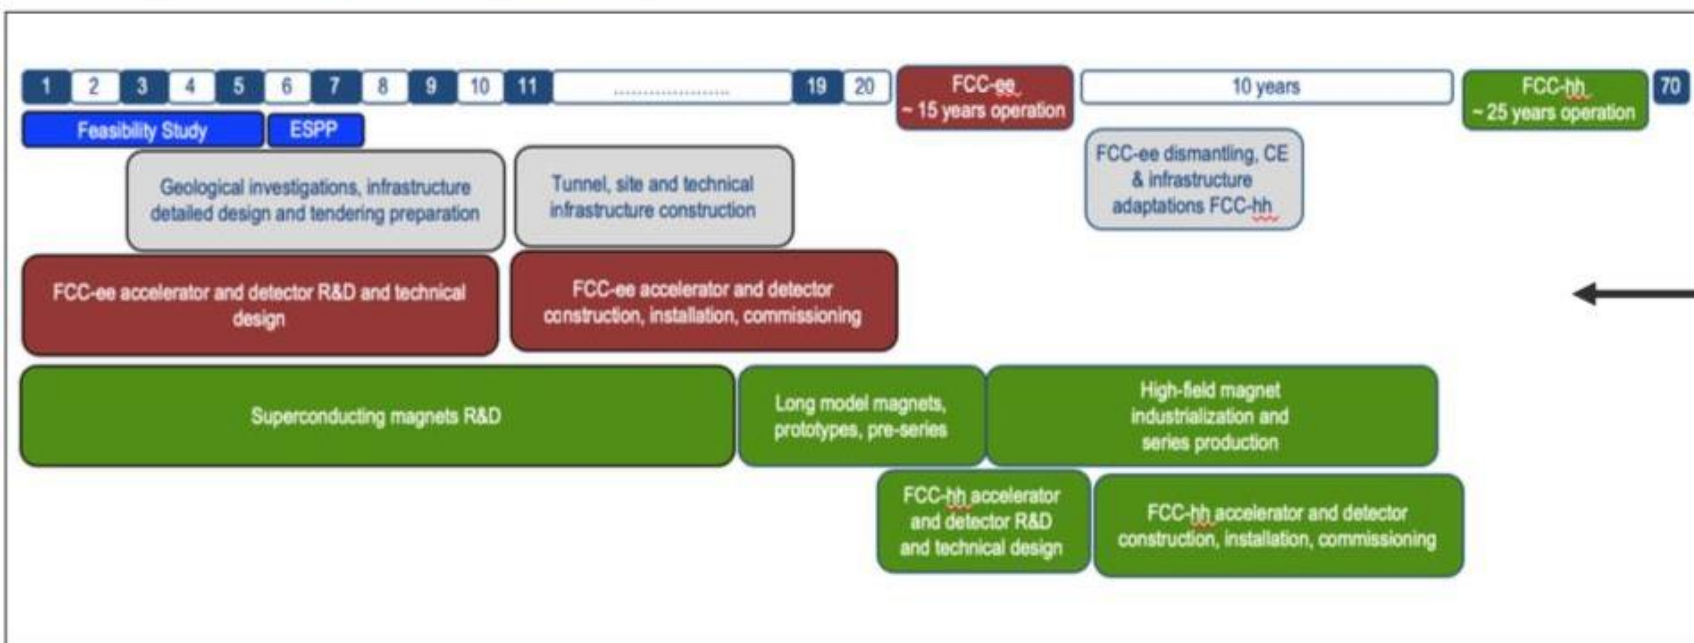 1 2 3 4 5 6 7 8 9 10 11 .................... 19 20
FCC-ee
~ 15 years operation
10 years
FCC-hh
~ 25 years operation
70
Feasibility Study
ESPP
Geological investigations, infrastructure
detailed design and tendering preparation
Tunnel, site and technical
infrastructure construction
FCC-ee dismantling, CE
& infrastructure
adaptations FCC-hh
FCC-ee accelerator and detector R&D and technical
design
FCC-ee accelerator and detector
construction, installation, commissioning
Superconducting magnets R&D
Long model magnets,
prototypes, pre-series
High-field magnet
industrialization and
series production
FCC-hh accelerator
and detector R&D
and technical design
FCC-hh accelerator and detector
construction, installation, commissioning